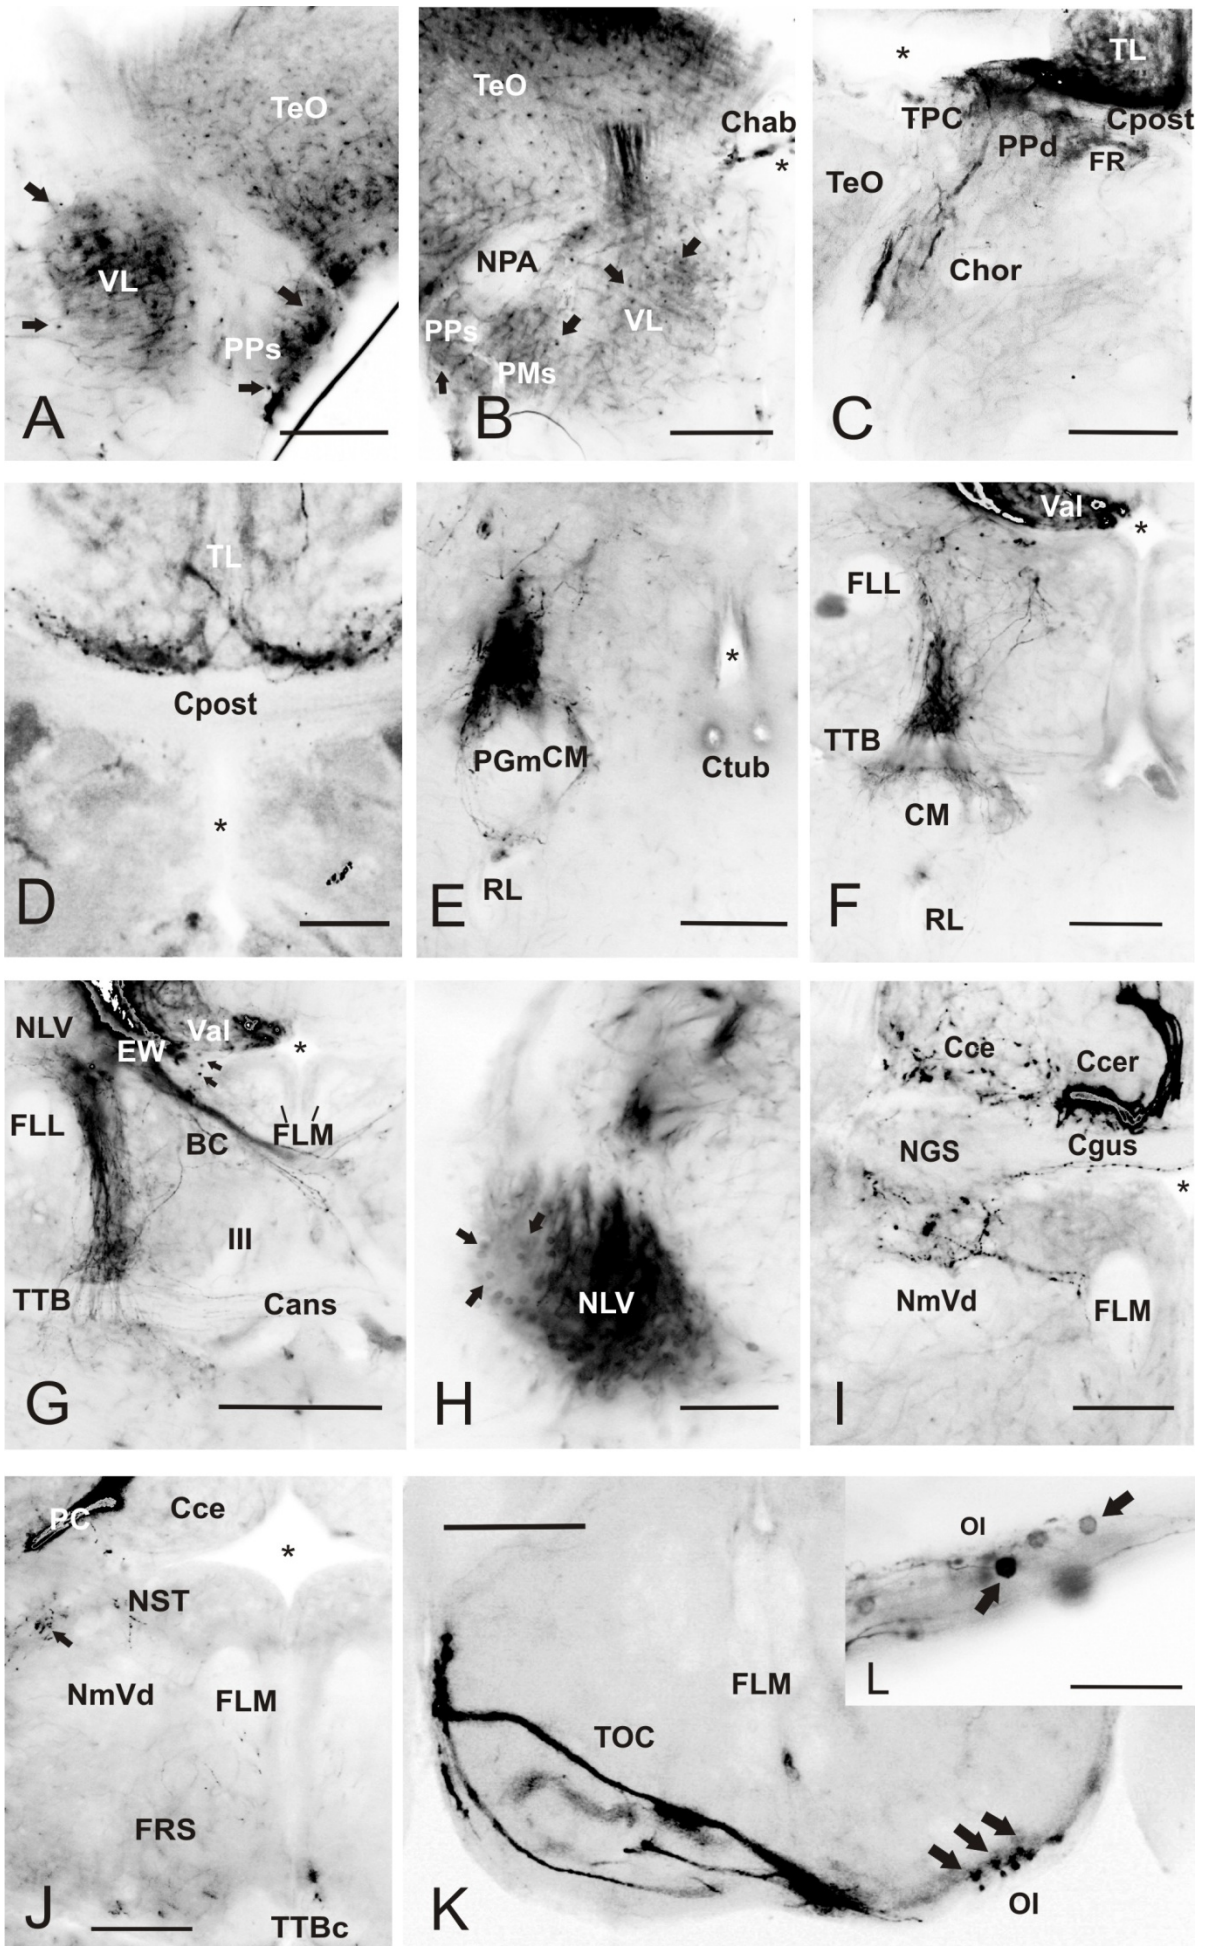 TeO
VL
PPs
A
TeO
Chab
*
NPA
PPs
VL
PMs
B
*
TL
TPC
Cpost
PPd
FR
TeO
Chor
C
TL
Cpost
*
D
*
PGm CM
Ctub
RL
E
Val
*
FLL
TTB
CM
RL
F
NLV
Val
EW
*
FLL
BC
FLM
III
TTB
Cans
G
NLV
H
Cce
Ccer
NGS
Cgus
*
NmVd
FLM
I
PC
Cce
*
NST
NmVd
FLM
FRS
J
TTBc
FLM
TOC
K
Ol
Ol
L